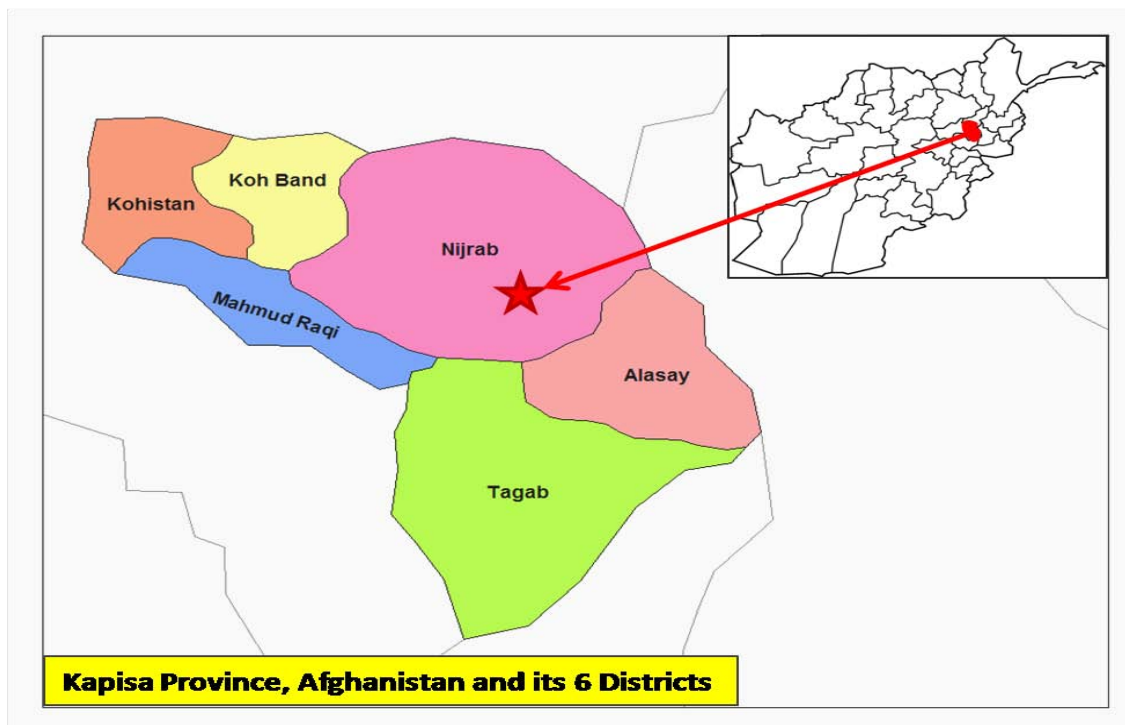 Koh Band
Kohistan
Nijrab
Mahmud Raqi
Alasay
Tagab
Kapisa Province, Afghanistan and its 6 Districts